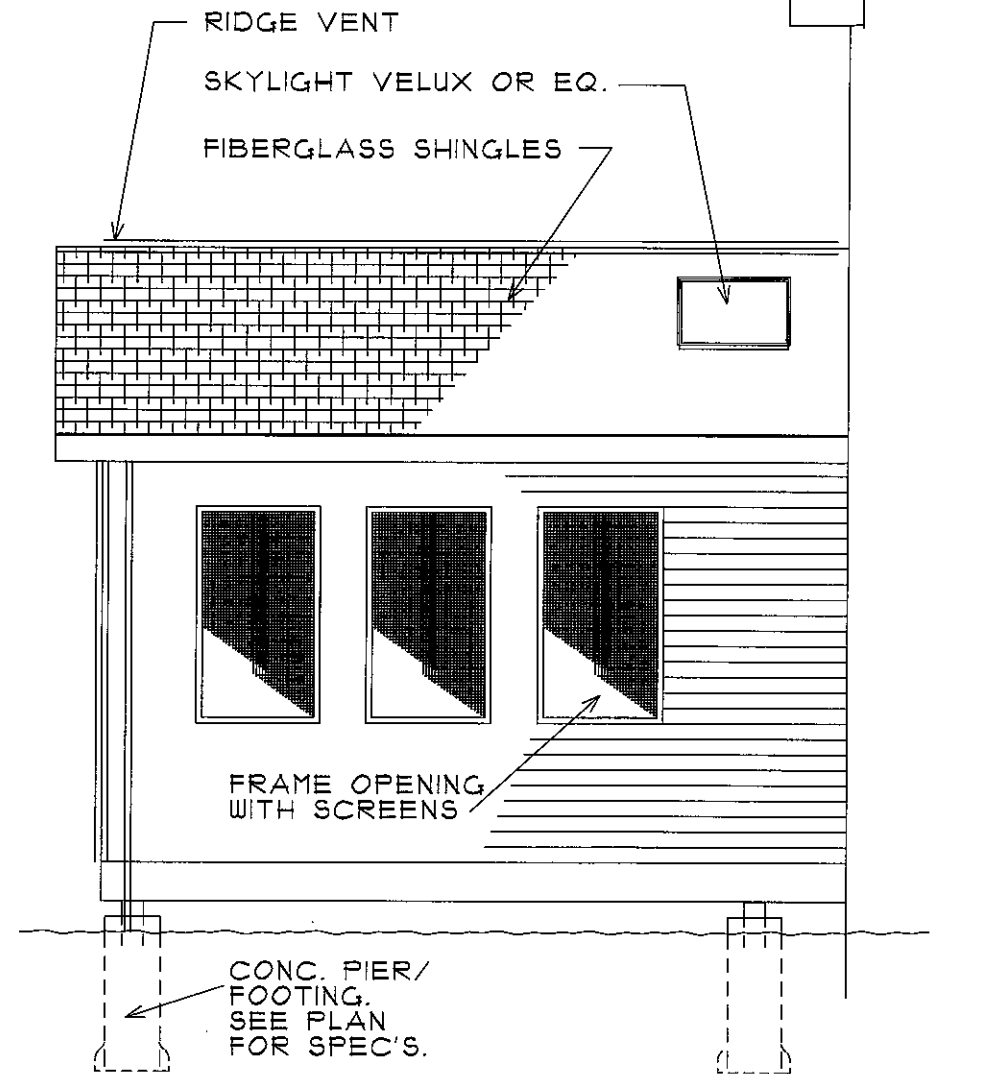 RIDGE VENT
SKYLIGHT VELUX OR EQ.
FIBERGLASS SHINGLES
FRAME OPENING
WITH SCREENS
CONC. PIER/
FOOTING.
SEE PLAN
FOR SPEC'S.